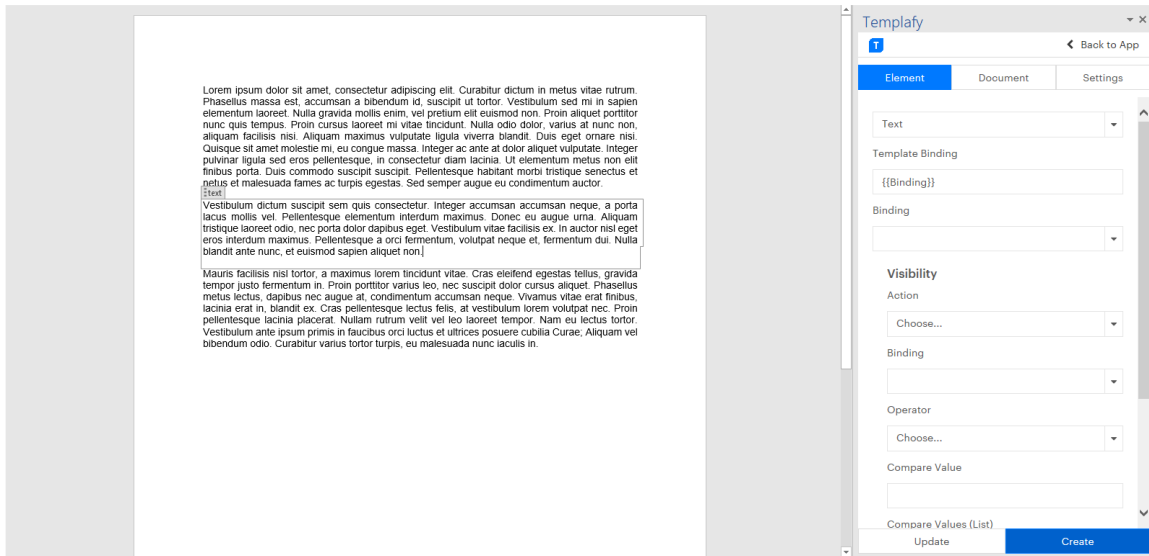 Lorem ipsum dolor sit amet, consectetur adipiscing elit. Curabitur dictum in metus vitae rutrum.
Phasellus massa est, accumsan a bibendum id, suscipit ut tortor. Vestibulum sed mi in sapien
elementum laoreet. Nulla gravida mollis enim, vel pretium elit euismod non. Proin aliquet porttitor
nunc quis tempus. Proin cursus laoreet mi vitae tincidunt. Nulla odio dolor, varius at nunc non,
aliquam facilisis nisi. Aliquam maximus vulputate ligula viverra blandit. Duis eget ornare nisi.
Quisque sit amet molestie mi, eu congue massa. Integer ac ante at dolor aliquet vulputate. Integer
pulvinar ligula sed eros pellentesque, in consectetur diam lacinia. Ut elementum metus non elit
finibus porta. Duis commodo suscipit suscipit. Pellentesque habitant morbi tristique senectus et
netus et malesuada fames ac turpis egestas. Sed semper augue eu condimentum auctor.
text
Vestibulum dictum suscipit sem quis consectetur. Integer accumsan accumsan neque, a porta
lacus mollis vel. Pellentesque elementum interdum maximus. Donec eu augue urna. Aliquam
tristique laoreet odio, nec porta dolor dapibus eget. Vestibulum vitae facilisis ex. In auctor nisl eget
eros interdum maximus. Pellentesque a orci fermentum, volutpat neque et, fermentum dui. Nulla
blandit ante nunc, et euismod sapien aliquet non.
Mauris facilisis nisl tortor, a maximus lorem tincidunt vitae. Cras eleifend egestas tellus, gravida
tempor justo fermentum in. Proin porttitor varius leo, nec suscipit dolor cursus aliquet. Phasellus
metus lectus, dapibus nec augue at, condimentum accumsan neque. Vivamus vitae erat finibus,
lacinia erat in, blandit ex. Cras pellentesque lectus felis, at vestibulum lorem volutpat nec. Proin
pellentesque lacinia placerat. Nullam rutrum velit vel leo laoreet tempor. Nam eu lectus tortor.
Vestibulum ante ipsum primis in faucibus orci luctus et ultrices posuere cubilia Curae; Aliquam vel
bibendum odio. Curabitur varius tortor turpis, eu malesuada nunc iaculis in.
Templafy
T
Back to App
Element Document Settings
Text
Template Binding
{{Binding}}
Binding
Visibility
Action
Choose...
Binding
Operator
Choose...
Compare Value
Compare Values (List)
Update Create